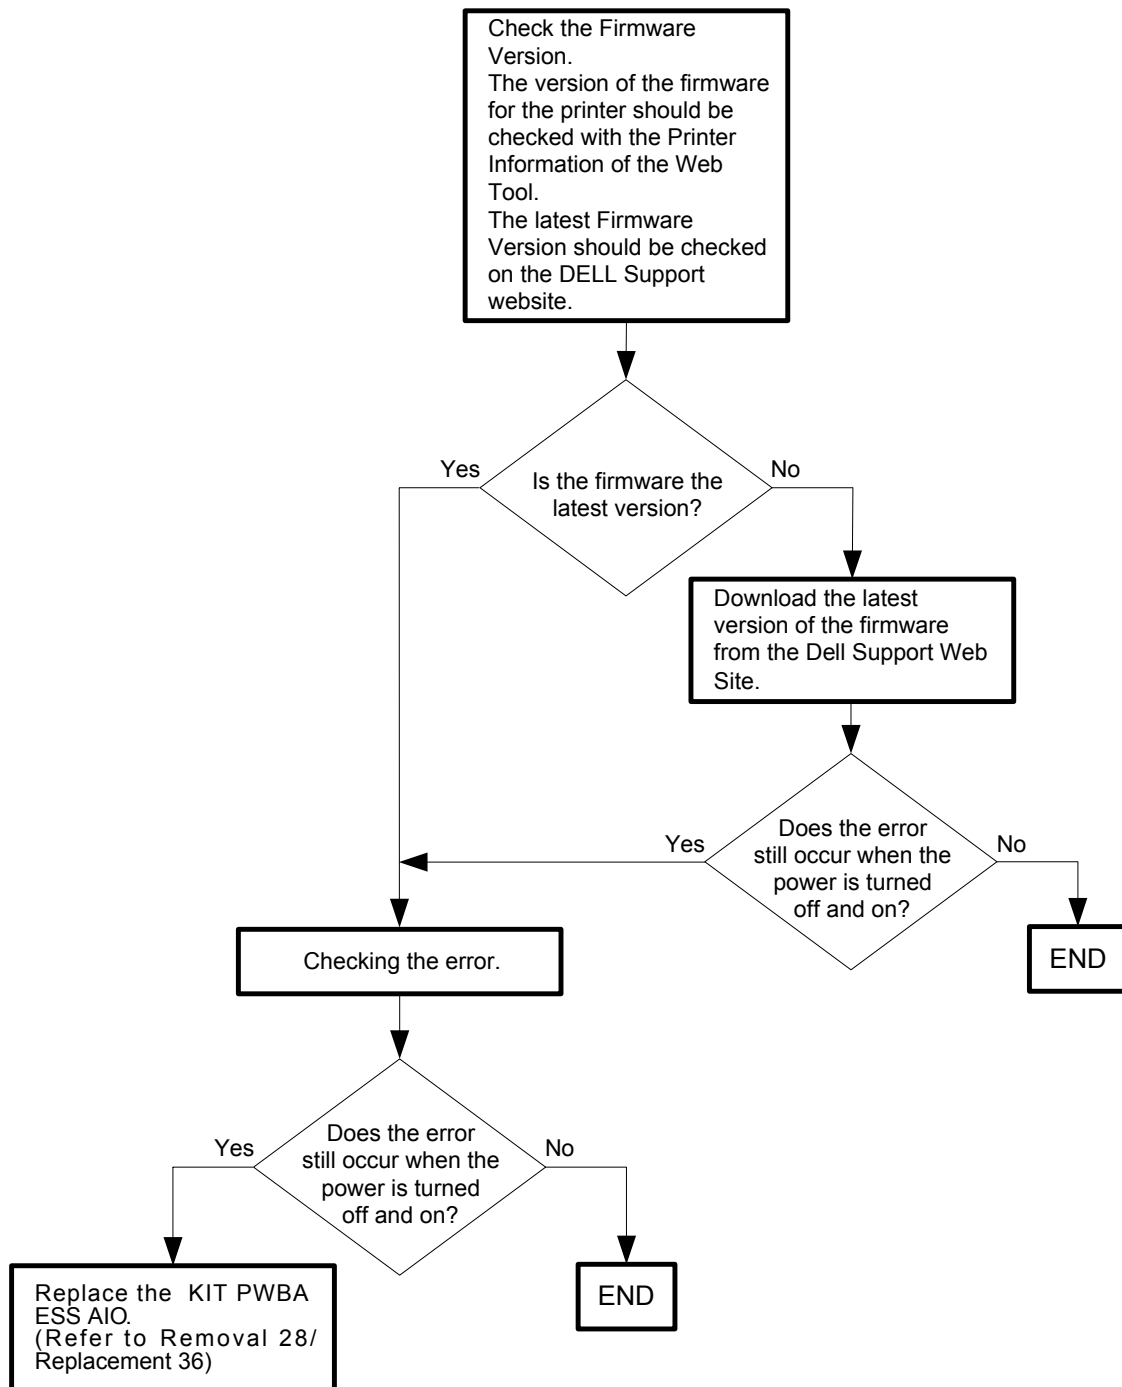 Check the Firmware
Version.
The version of the firmware
for the printer should be
checked with the Printer
Information of the Web
Tool.
The latest Firmware
Version should be checked
on the DELL Support
website.
Yes
No
Is the firmware the
latest version?
Download the latest
version of the firmware
from the Dell Support Web
Site.
Yes
No
Does the error
still occur when the
power is turned
off and on?
END
Checking the error.
Yes
No
Does the error
still occur when the
power is turned
off and on?
END
Replace the KIT PWBA
ESS AIO.
(Refer to Removal 28/
Replacement 36)